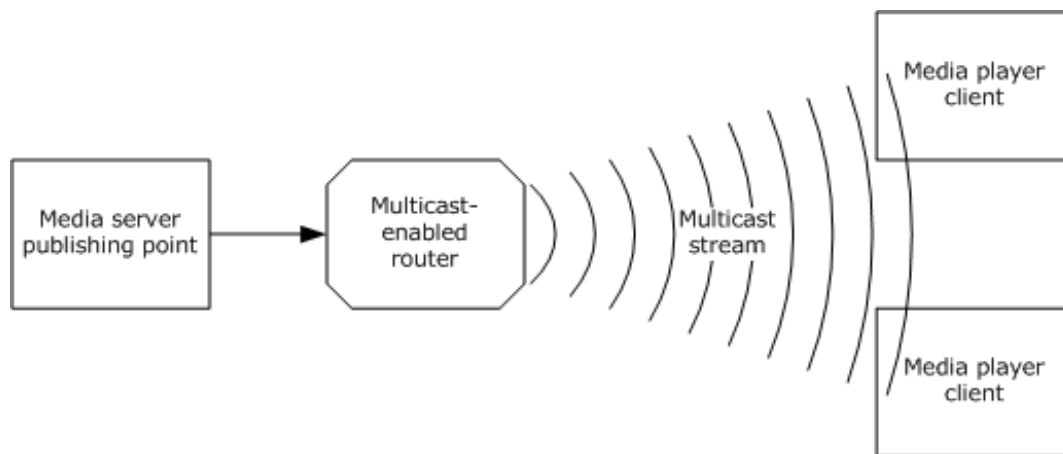 Media server
publishing point
Multicast-
enabled
router
Multicast
stream
Media player
client
Media player
client